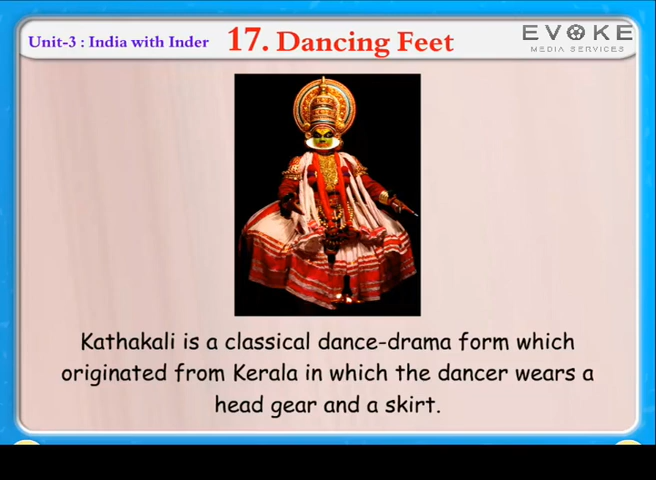 Unit-3 : India with Inder
17. Dancing Feet
EVOKE
MEDIA SERVICES
Kathakali is a classical dance-drama form which
originated from Kerala in which the dancer wears a
head gear and a skirt.